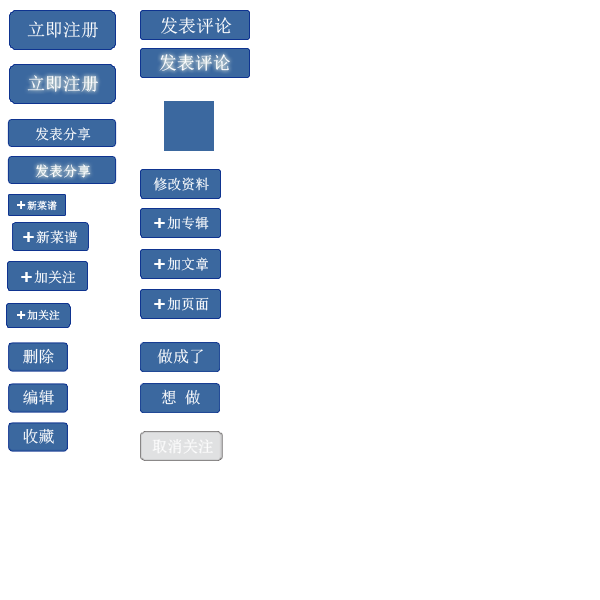 立即注册
立即注册
发表分享
发表分享
+新菜谱
+新菜谱
+加关注
+加关注
删除
编辑
收藏
发表评论
发表评论
修改资料
+加专辑
+加文章
+加页面
做成了
想 做
取消关注